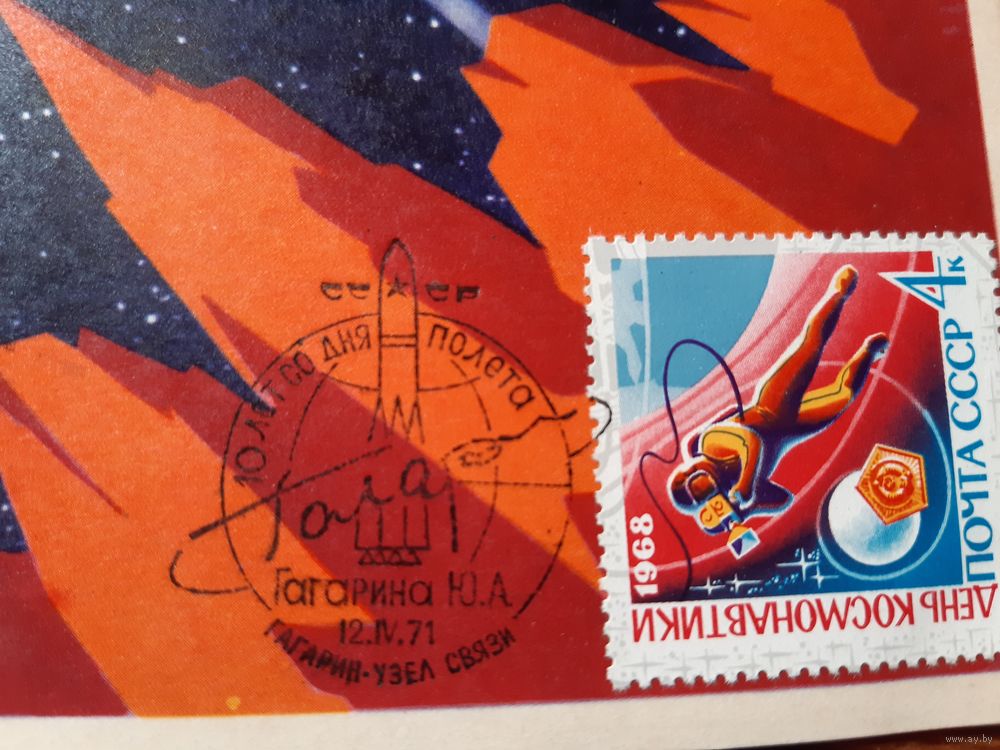 СССР
10 ЛЕТ СО ДНЯ ПОЛЕТА
Гагарина Ю.А.
12.IV.71
ГАГАРИН-УЗЕЛ СВЯЗИ
4к
ПОЧТА СССР
1968
ДЕНЬ КОСМОНАВТИКИ
www.ay.by